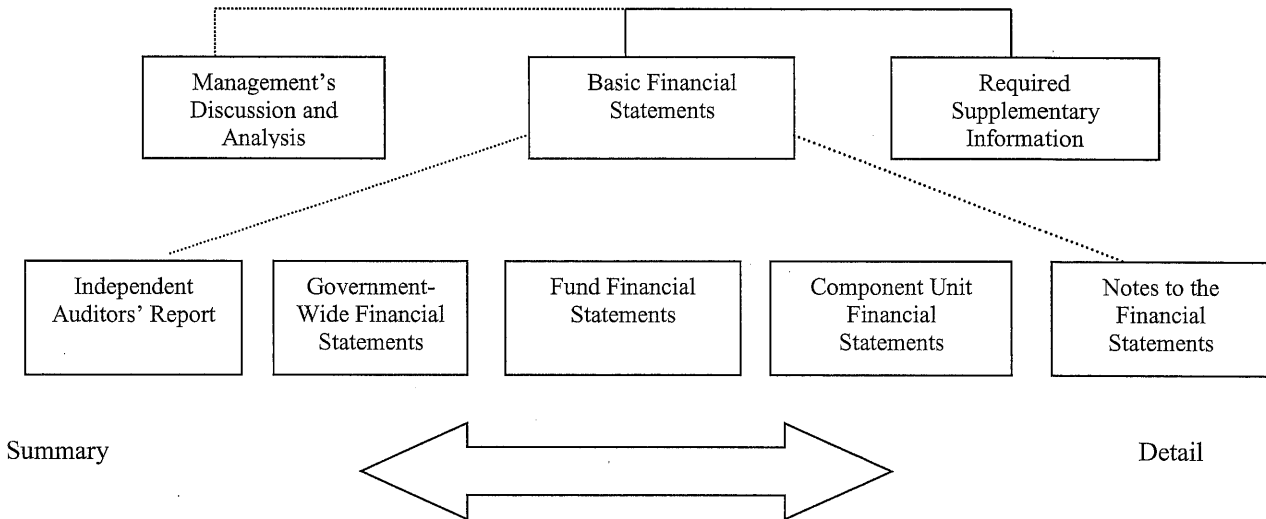 Management's
Discussion and
Analysis
Basic Financial
Statements
Required
Supplementary
Information
Independent
Auditors' Report
Government-
Wide Financial
Statements
Fund Financial
Statements
Component Unit
Financial
Statements
Notes to the
Financial
Statements
Summary
Detail